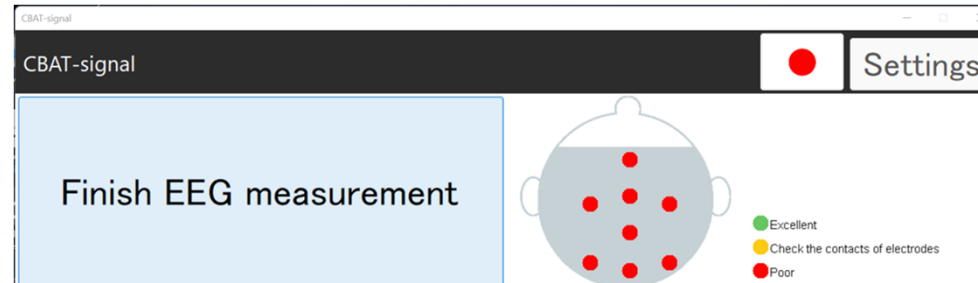 CBAT-signal
CBAT-signal
Settings
Finish EEG measurement
Excellent
Check the contacts of electrodes
Poor